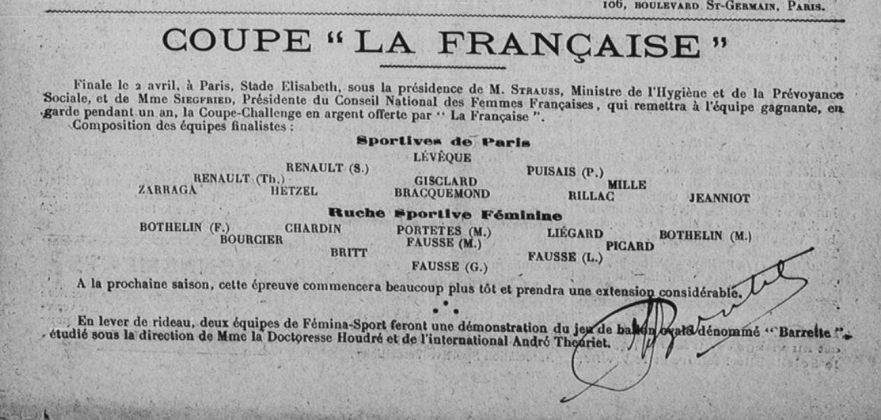 106, BOULEVARD ST-GERMAIN, PARIS.
COUPE “ LA FRANÇAISE ”
Finale le 2 avril, à Paris, Stade Elisabeth, sous la présidence de M. STRAUSS, Ministre de l'Hygiène et de la Prévoyance
Sociale, et de Mme SIEGFRIED, Présidente du Conseil National des Femmes Françaises, qui remettra à l'équipe gagnante, en
garde pendant un an, la Coupe-Challenge en argent offerte par “ La Française ”.
Composition des équipes finalistes :
Sportives de Paris
LÉVÊQUE
RENAULT (S.) PUISAIS (P.)
RENAULT (Th.) GISCLARD MILLE
ZARRAGA HETZEL BRACQUEMOND RILLAC JEANNIOT
Ruche Sportive Féminine
BOTHELIN (F.) CHARDIN PORTETES (M.) LIÉGARD BOTHELIN (M.)
BOURCIER FAUSSE (M.) PICARD
BRITT FAUSSE (L.)
FAUSSE (G.)
A la prochaine saison, cette épreuve commencera beaucoup plus tôt et prendra une extension considérable.
En lever de rideau, deux équipes de Fémina-Sport feront une démonstration du jeu de ballon ovale dénommé “ Barrette ”
étudié sous la direction de Mme la Doctoresse Houdré et de l'international André Theuriet.